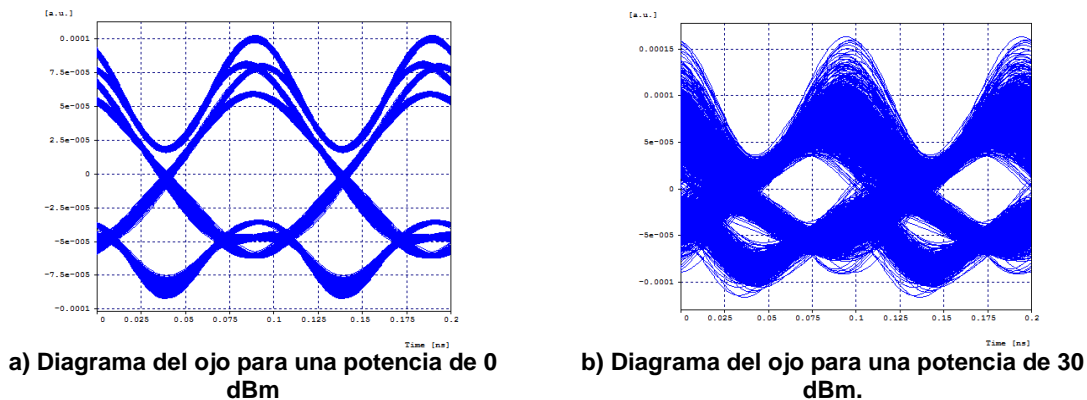 [a.u.]
0.0001
7.5e-005
5e-005
2.5e-005
0
-2.5e-005
-5e-005
-7.5e-005
-0.0001
0 0.025 0.05 0.075 0.1 0.125 0.15 0.175 0.2
Time [ns]
a) Diagrama del ojo para una potencia de 0
dBm
[a.u.]
0.00015
0.0001
5e-005
0
-5e-005
-0.0001
0 0.025 0.05 0.075 0.1 0.125 0.15 0.175 0.2
Time [ns]
b) Diagrama del ojo para una potencia de 30
dBm.